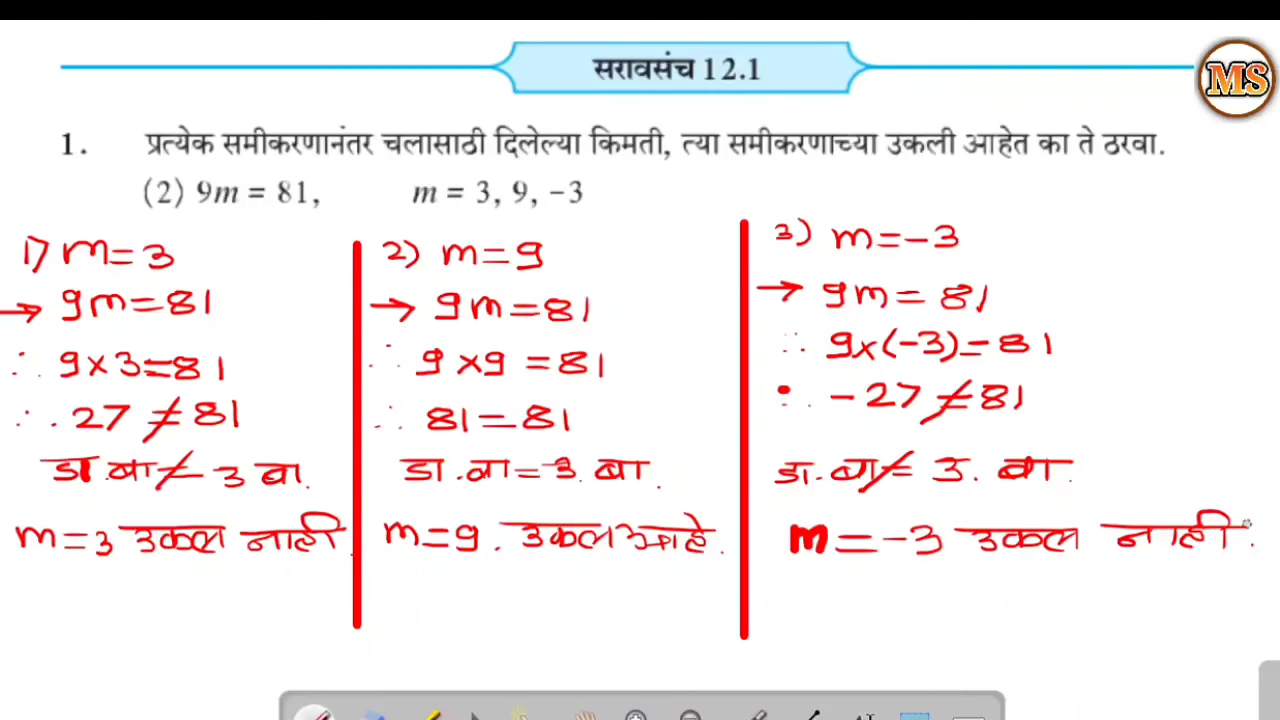 सरावसंच 12.1
MS
1. प्रत्येक समीकरणानंतर चलासाठी दिलेल्या किमती, त्या समीकरणाच्या उकली आहेत का ते ठरवा.
(2) 9m = 81, m = 3, 9, -3
1) m = 3
→ 9m = 81
∴ 9 × 3 = 81
∴ 27 ≠ 81
डा.बा ≠ उ बा.
m = 3 उकल नाही.
2) m = 9
→ 9m = 81
∴ 9 × 9 = 81
∴ 81 = 81
डा.बा = उ. बा.
m = 9. उकल आहे.
3) m = -3
→ 9m = 81
∴ 9 × (-3) = 81
∴ -27 ≠ 81
डा.बा ≠ उ. बा.
m = -3 उकल नाही.